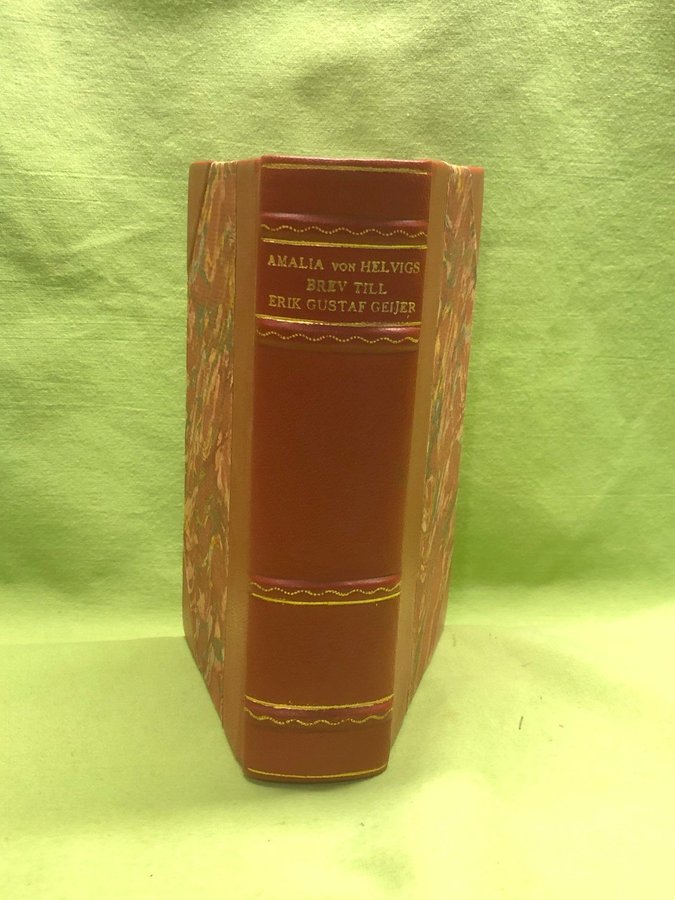 AMALIA VON HELVIGS
BREV TILL
ERIK GUSTAF GEIJER